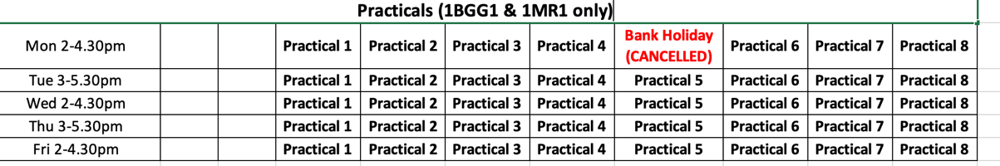 Practicals (1BGG1 & 1MR1 only)
Mon 2-4.30pm Practical 1 Practical 2 Practical 3 Practical 4 Bank Holiday (CANCELLED) Practical 6 Practical 7 Practical 8
Tue 3-5.30pm Practical 1 Practical 2 Practical 3 Practical 4 Practical 5 Practical 6 Practical 7 Practical 8
Wed 2-4.30pm Practical 1 Practical 2 Practical 3 Practical 4 Practical 5 Practical 6 Practical 7 Practical 8
Thu 3-5.30pm Practical 1 Practical 2 Practical 3 Practical 4 Practical 5 Practical 6 Practical 7 Practical 8
Fri 2-4.30pm Practical 1 Practical 2 Practical 3 Practical 4 Practical 5 Practical 6 Practical 7 Practical 8